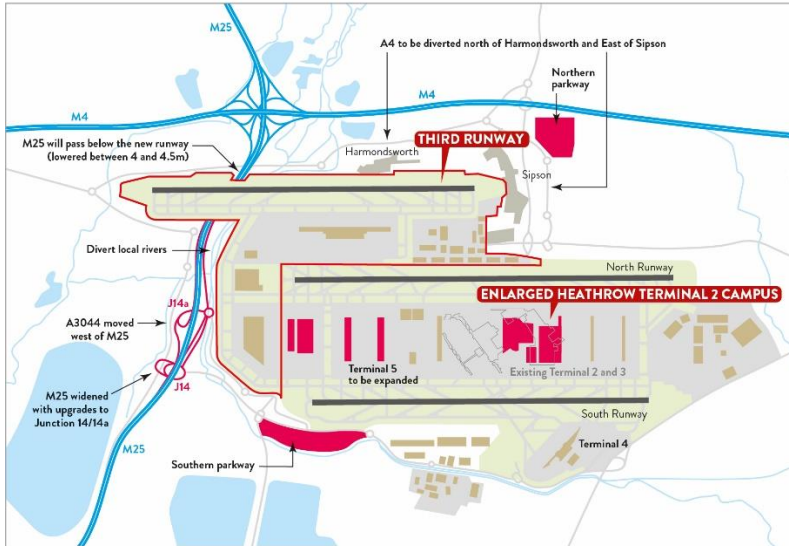 M25
A4 to be diverted north of Harmondsworth and East of Sipson
M4
M4
Northern
parkway
M25 will pass below the new runway
(lowered between 4 and 4.5m)
THIRD RUNWAY
Harmondsworth
Sipson
Divert local rivers
North Runway
ENLARGED HEATHROW TERMINAL 2 CAMPUS
J14a
A3044 moved
west of M25
Terminal 5
to be expanded
Existing Terminal 2 and 3
J14
M25 widened
with upgrades to
Junction 14/14a
South Runway
M25
Terminal 4
Southern parkway